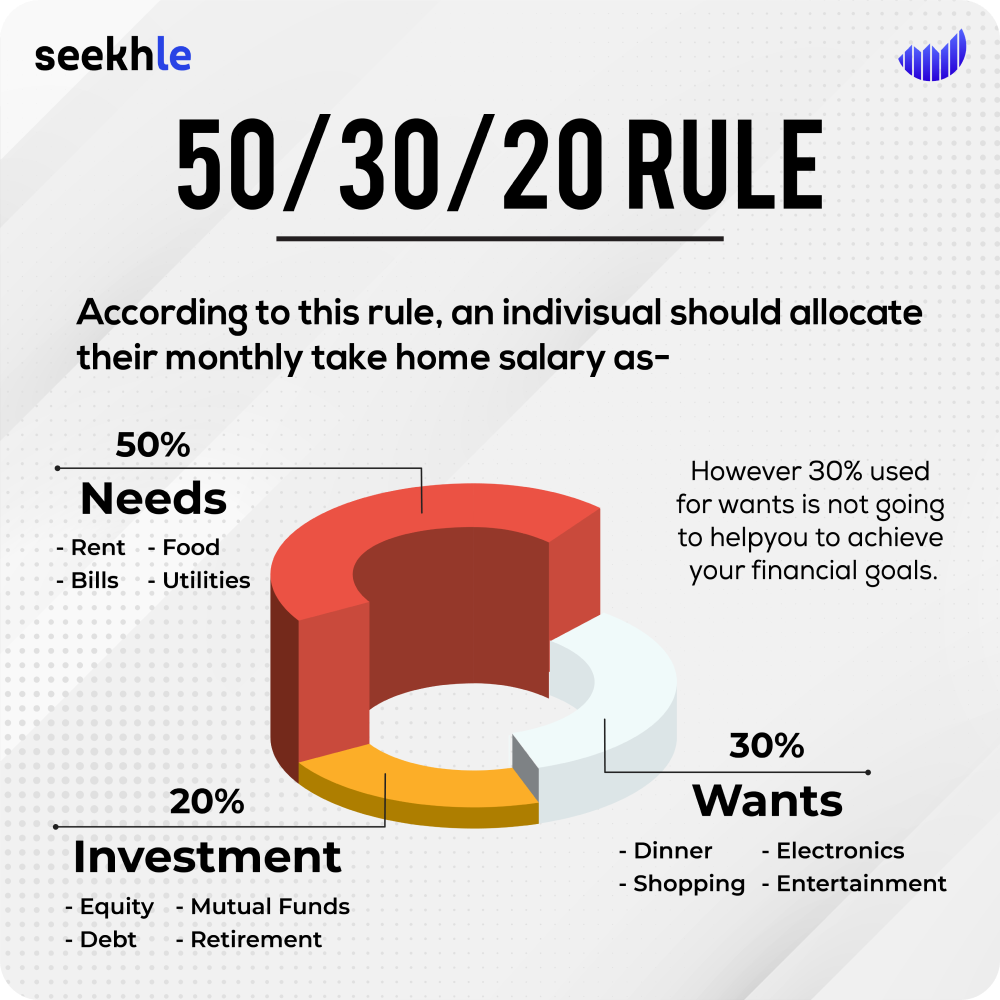 seekhle
50/30/20 RULE
According to this rule, an indivisual should allocate
their monthly take home salary as-
50%
Needs
- Rent - Food
- Bills - Utilities
However 30% used
for wants is not going
to helpyou to achieve
your financial goals.
30%
Wants
- Dinner - Electronics
- Shopping - Entertainment
20%
Investment
- Equity - Mutual Funds
- Debt - Retirement